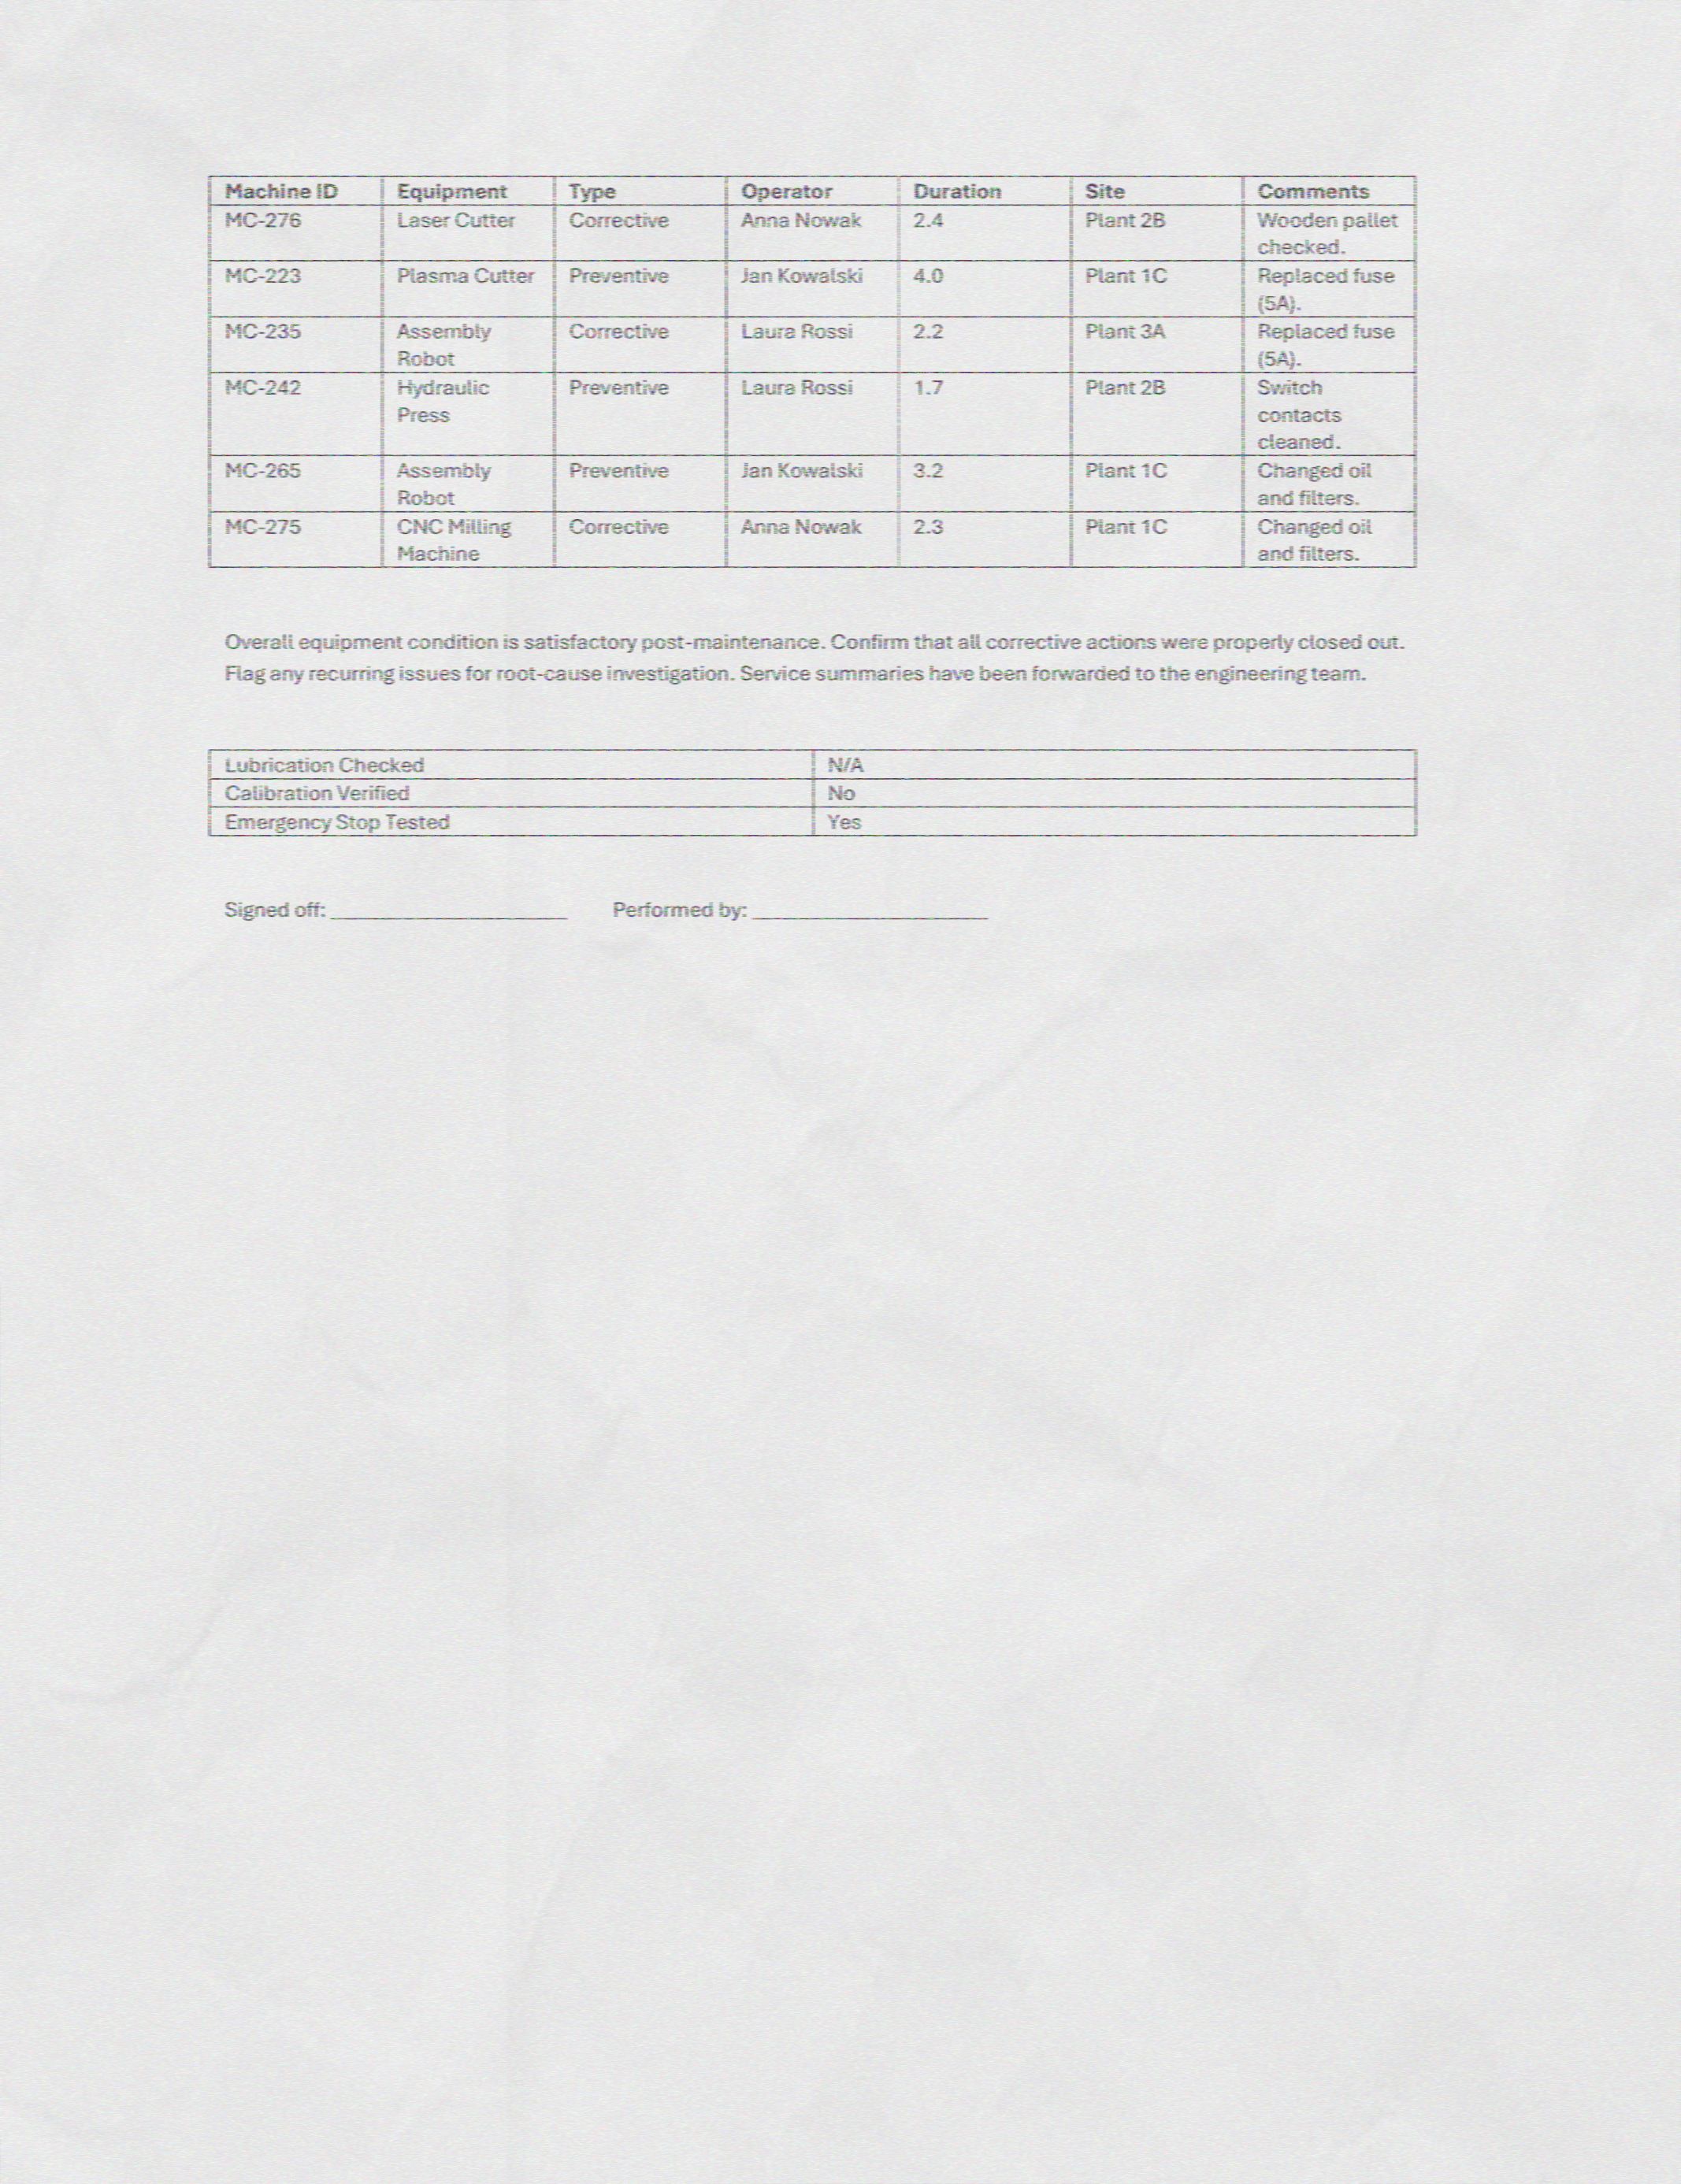 Machine ID Equipment Type Operator Duration Site Comments
MC-276 Laser Cutter Corrective Anna Nowak 2.4 Plant 2B Wooden pallet
checked.
MC-223 Plasma Cutter Preventive Jan Kowalski 4.0 Plant 1C Replaced fuse
(5A).
MC-235 Assembly Corrective Laura Rossi 2.2 Plant 3A Replaced fuse
Robot (5A).
MC-242 Hydraulic Preventive Laura Rossi 1.7 Plant 2B Switch
Press contacts
cleaned.
MC-265 Assembly Preventive Jan Kowalski 3.2 Plant 1C Changed oil
Robot and filters.
MC-275 CNC Milling Corrective Anna Nowak 2.3 Plant 1C Changed oil
Machine and filters.
Overall equipment condition is satisfactory post-maintenance. Confirm that all corrective actions were properly closed out.
Flag any recurring issues for root-cause investigation. Service summaries have been forwarded to the engineering team.
Lubrication Checked N/A
Calibration Verified No
Emergency Stop Tested Yes
Signed off: ____________________ Performed by: ____________________